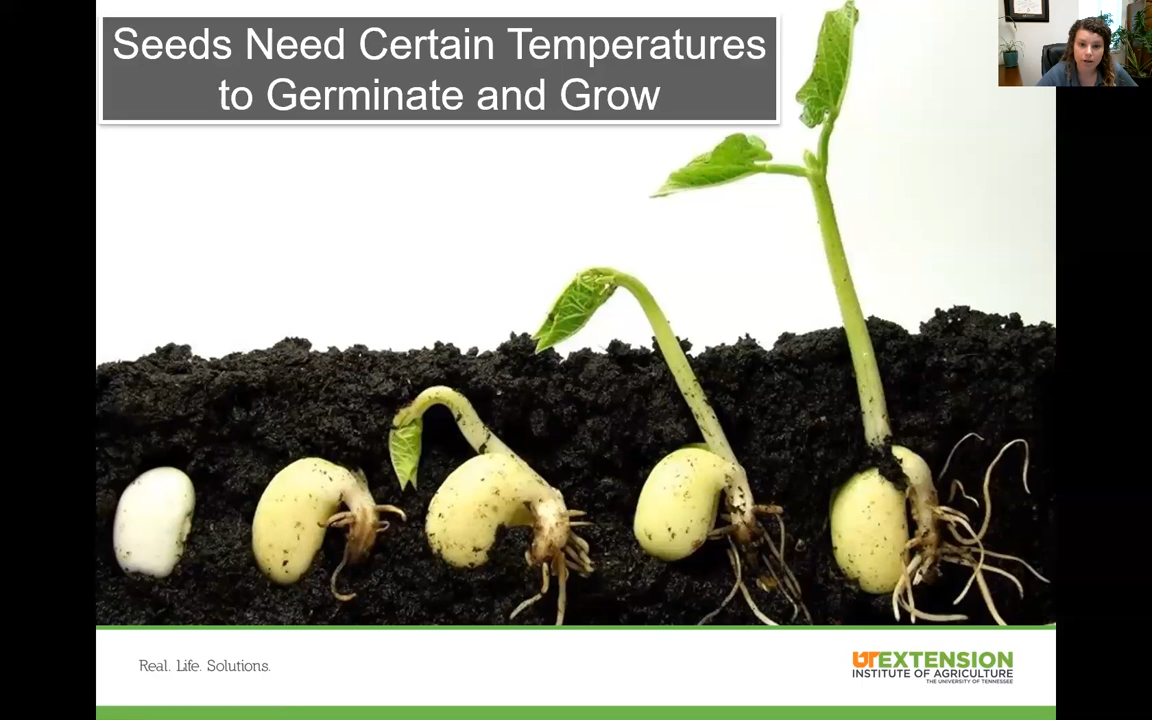 Seeds Need Certain Temperatures
to Germinate and Grow
Real. Life. Solutions.
UTEXTENSION
INSTITUTE OF AGRICULTURE
THE UNIVERSITY OF TENNESSEE